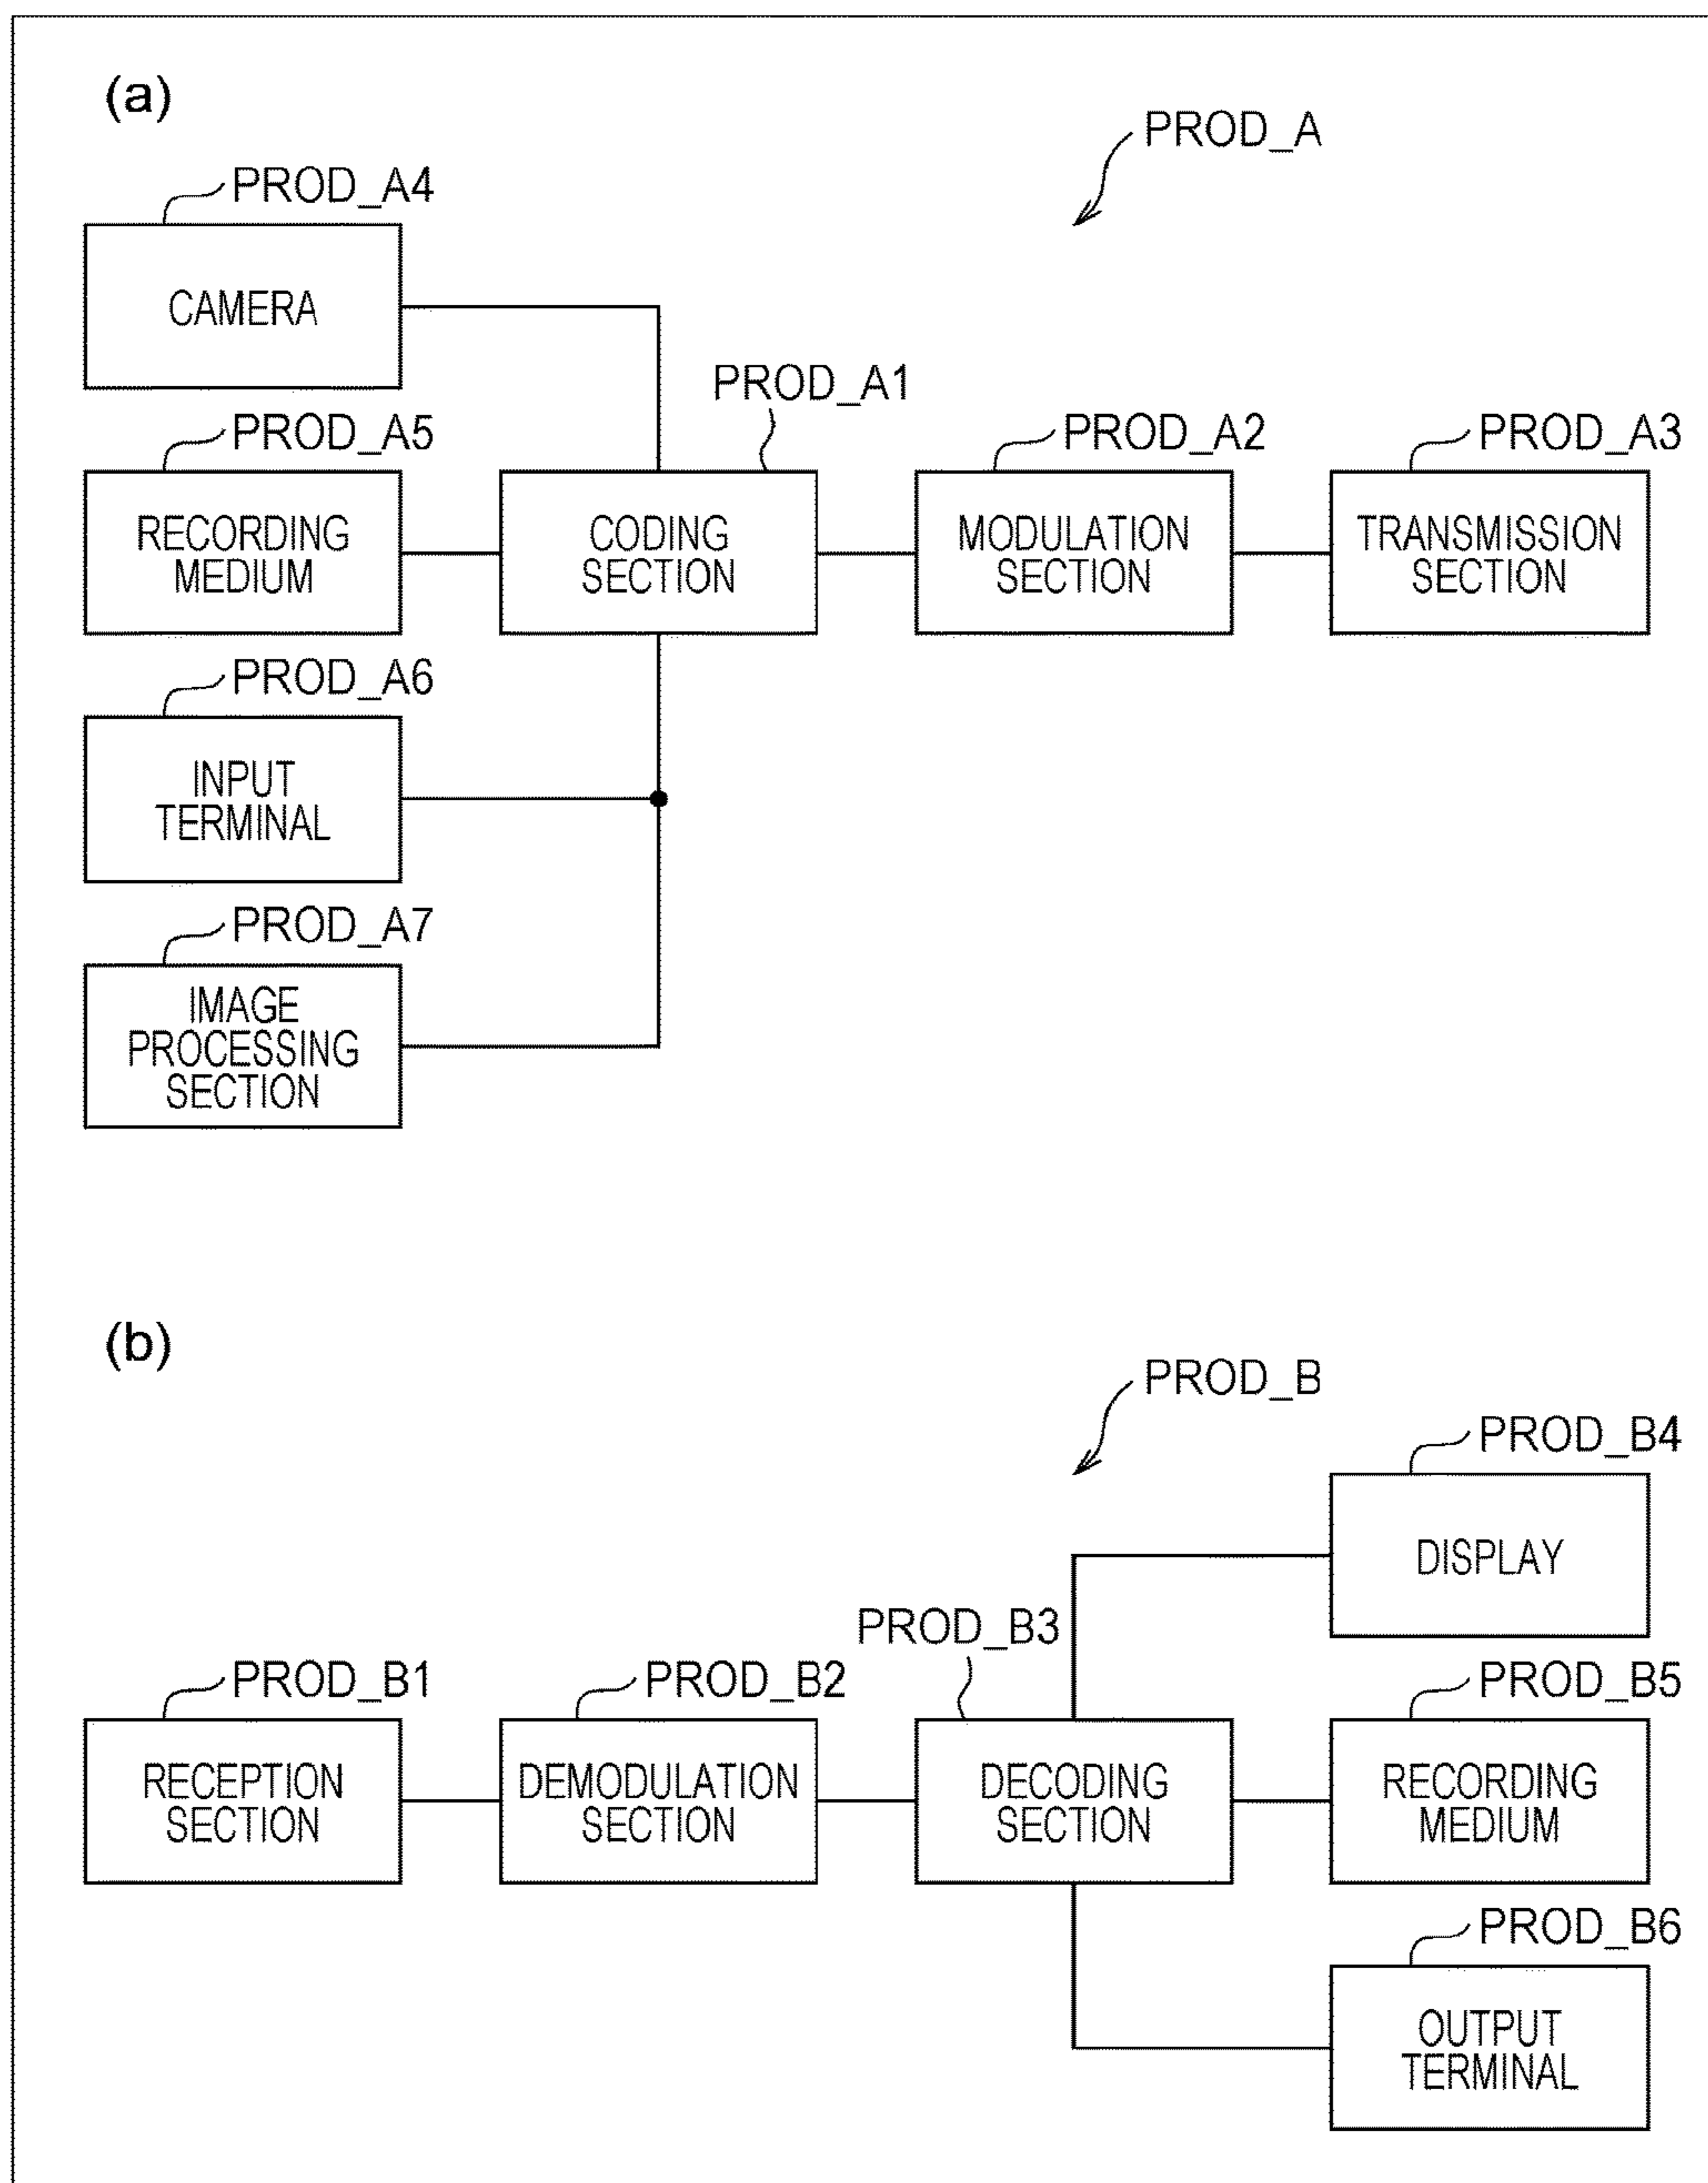 (a)
PROD_A
PROD_A4
CAMERA
PROD_A1
PROD_A5
PROD_A2
PROD_A3
RECORDING
MEDIUM
CODING
SECTION
MODULATION
SECTION
TRANSMISSION
SECTION
PROD_A6
INPUT
TERMINAL
PROD_A7
IMAGE
PROCESSING
SECTION
(b)
PROD_B
PROD_B4
DISPLAY
PROD_B3
PROD_B1
PROD_B2
PROD_B5
RECEPTION
SECTION
DEMODULATION
SECTION
DECODING
SECTION
RECORDING
MEDIUM
PROD_B6
OUTPUT
TERMINAL